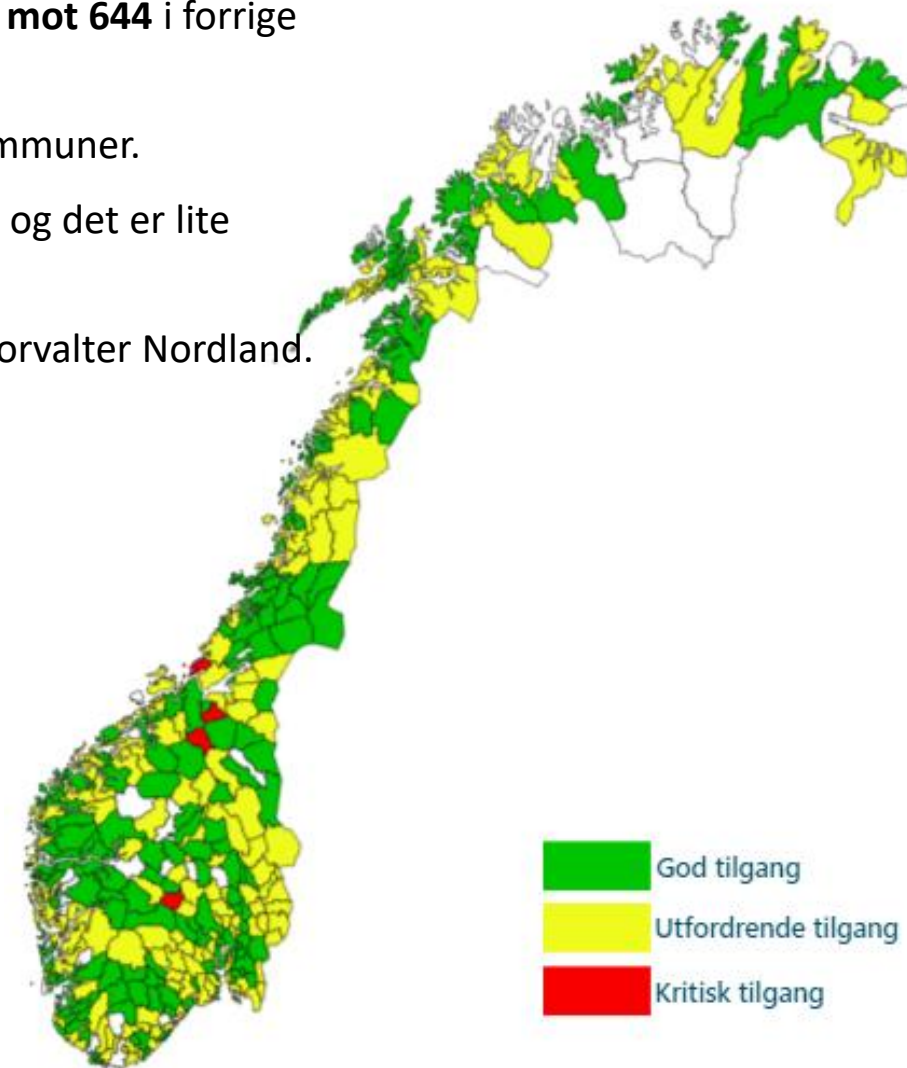 mot 644 i forrige
mmuner.
og det er lite
orvalter Nordland.
God tilgang
Utfordrende tilgang
Kritisk tilgang